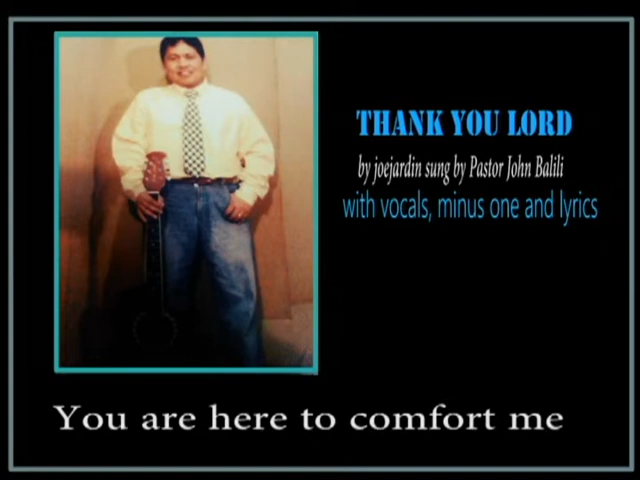 THANK YOU LORD
by joejardin sung by Pastor John Balili
with vocals, minus one and lyrics
You are here to comfort me